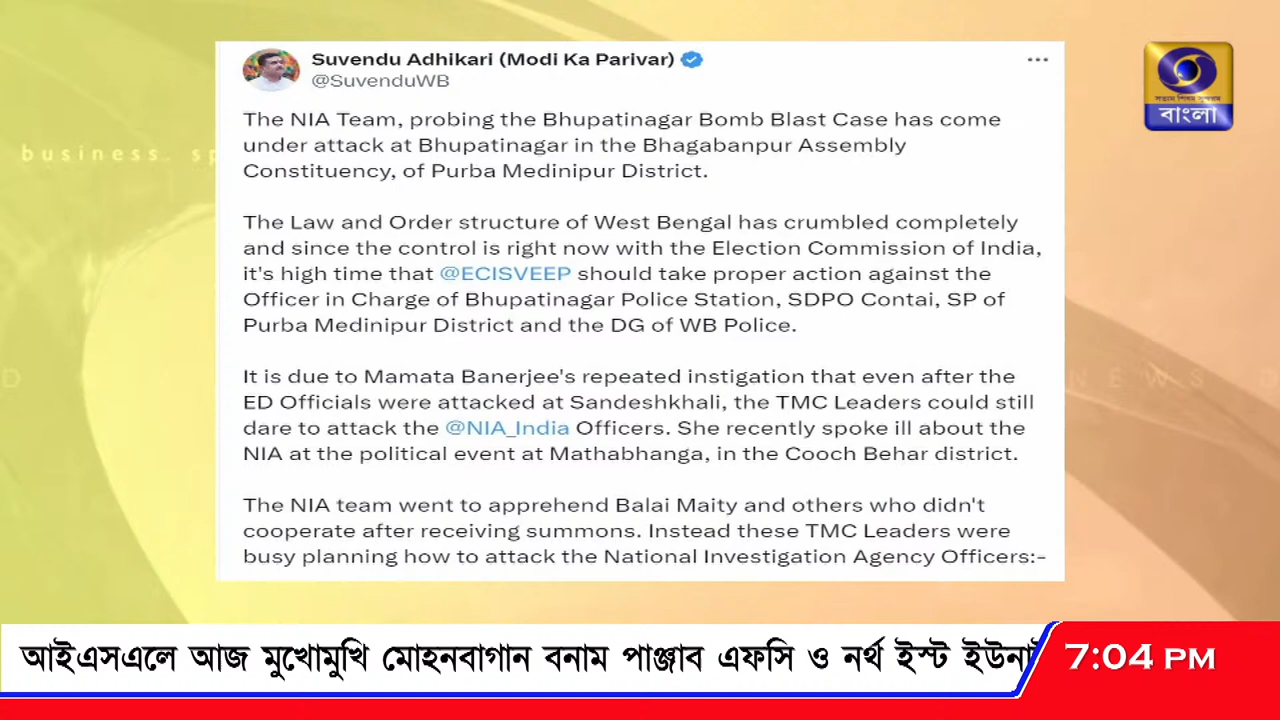 Suvendu Adhikari (Modi Ka Parivar)
@SuvenduWB
The NIA Team, probing the Bhupatinagar Bomb Blast Case has come
under attack at Bhupatinagar in the Bhagabanpur Assembly
Constituency, of Purba Medinipur District.
The Law and Order structure of West Bengal has crumbled completely
and since the control is right now with the Election Commission of India,
it's high time that @ECISVEEP should take proper action against the
Officer in Charge of Bhupatinagar Police Station, SDPO Contai, SP of
Purba Medinipur District and the DG of WB Police.
It is due to Mamata Banerjee's repeated instigation that even after the
ED Officials were attacked at Sandeshkhali, the TMC Leaders could still
dare to attack the @NIA_India Officers. She recently spoke ill about the
NIA at the political event at Mathabhanga, in the Cooch Behar district.
The NIA team went to apprehend Balai Maity and others who didn't
cooperate after receiving summons. Instead these TMC Leaders were
busy planning how to attack the National Investigation Agency Officers:-
সত্যম শিবম সুন্দরম
বাংলা
business. sp
NEWS
আইএসএলে আজ মুখোমুখি মোহনবাগান বনাম পাঞ্জাব এফসি ও নর্থ ইস্ট
7:04 PM